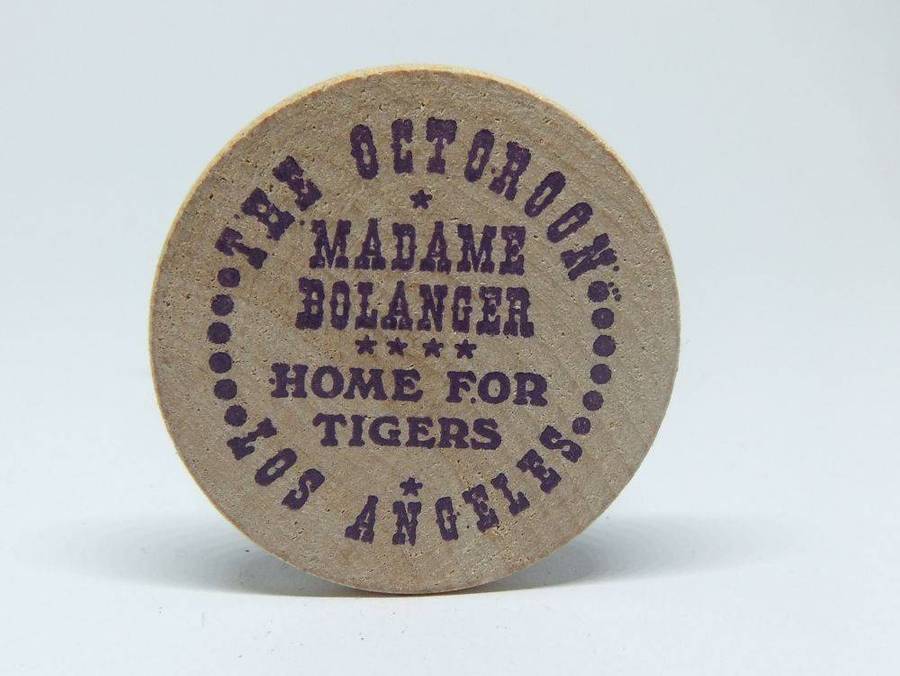 THE OCTOROON
MADAME
BOLANGER
HOME FOR
TIGERS
LOS ANGELES